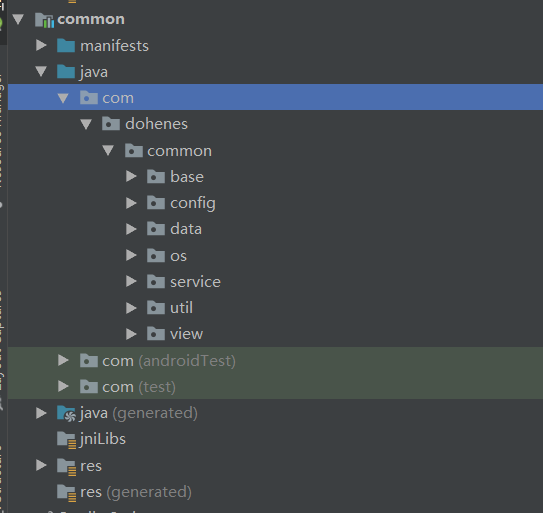 common
manifests
java
com
dohenes
common
base
config
data
os
service
util
view
com (androidTest)
com (test)
java (generated)
jniLibs
res
res (generated)